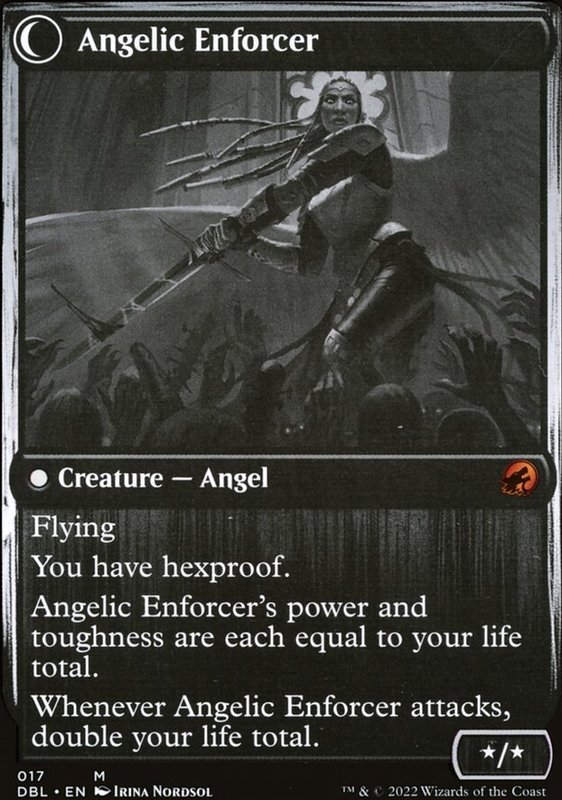 Angelic Enforcer
Creature — Angel
Flying
You have hexproof.
Angelic Enforcer's power and
toughness are each equal to your life
total.
Whenever Angelic Enforcer attacks,
double your life total.
★/★
017 M
DBL • EN Irina Nordsol
™ & © 2022 Wizards of the Coast